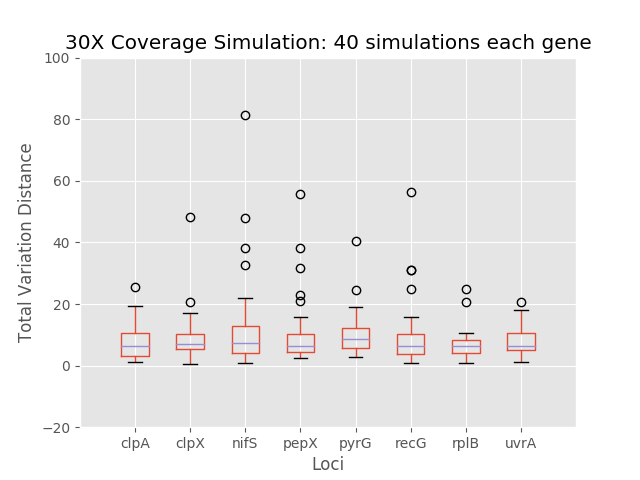 30X Coverage Simulation: 40 simulations each gene
100
80
60
40
20
0
−20
Total Variation Distance
clpA clpX nifS pepX pyrG recG rplB uvrA
Loci